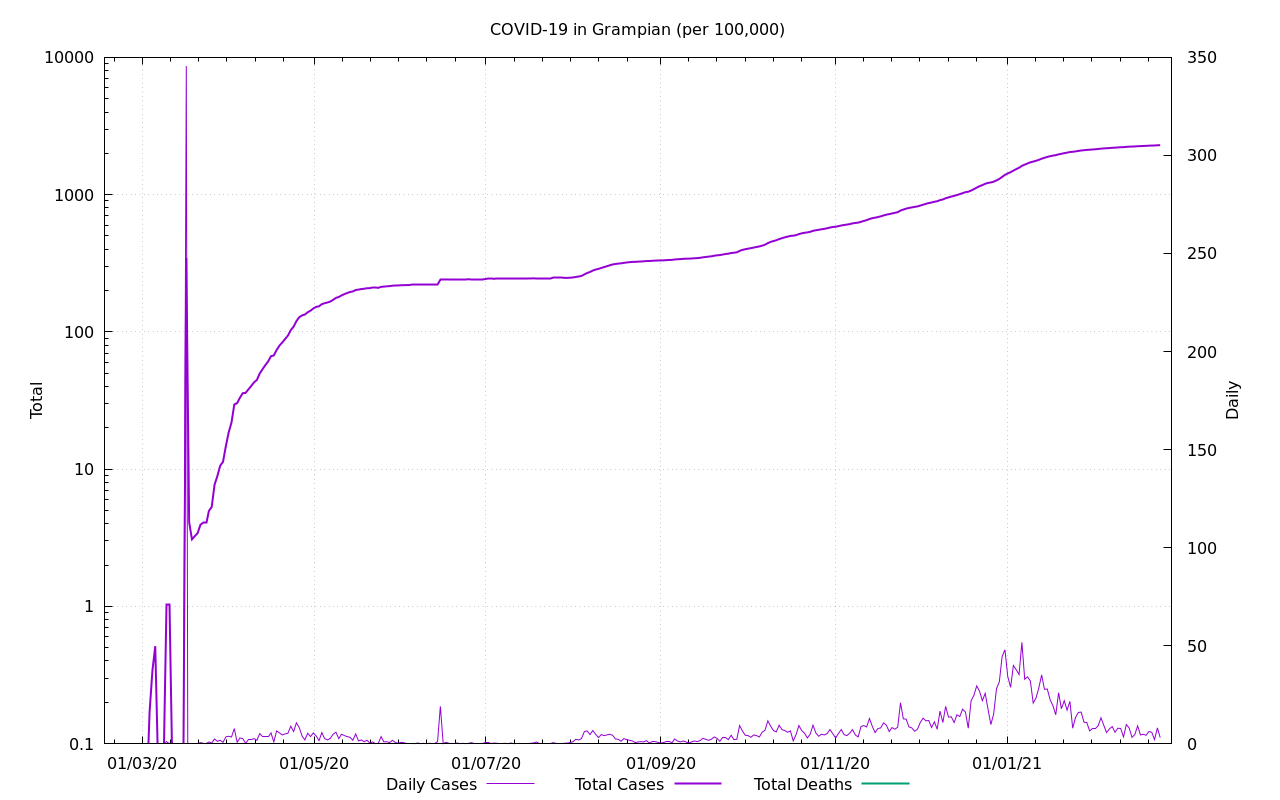 COVID-19 in Grampian (per 100,000)
10000
1000
100
10
1
0.1
Total
350
300
250
200
150
100
50
0
Daily
01/03/20 01/05/20 01/07/20 01/09/20 01/11/20 01/01/21
Daily Cases Total Cases Total Deaths